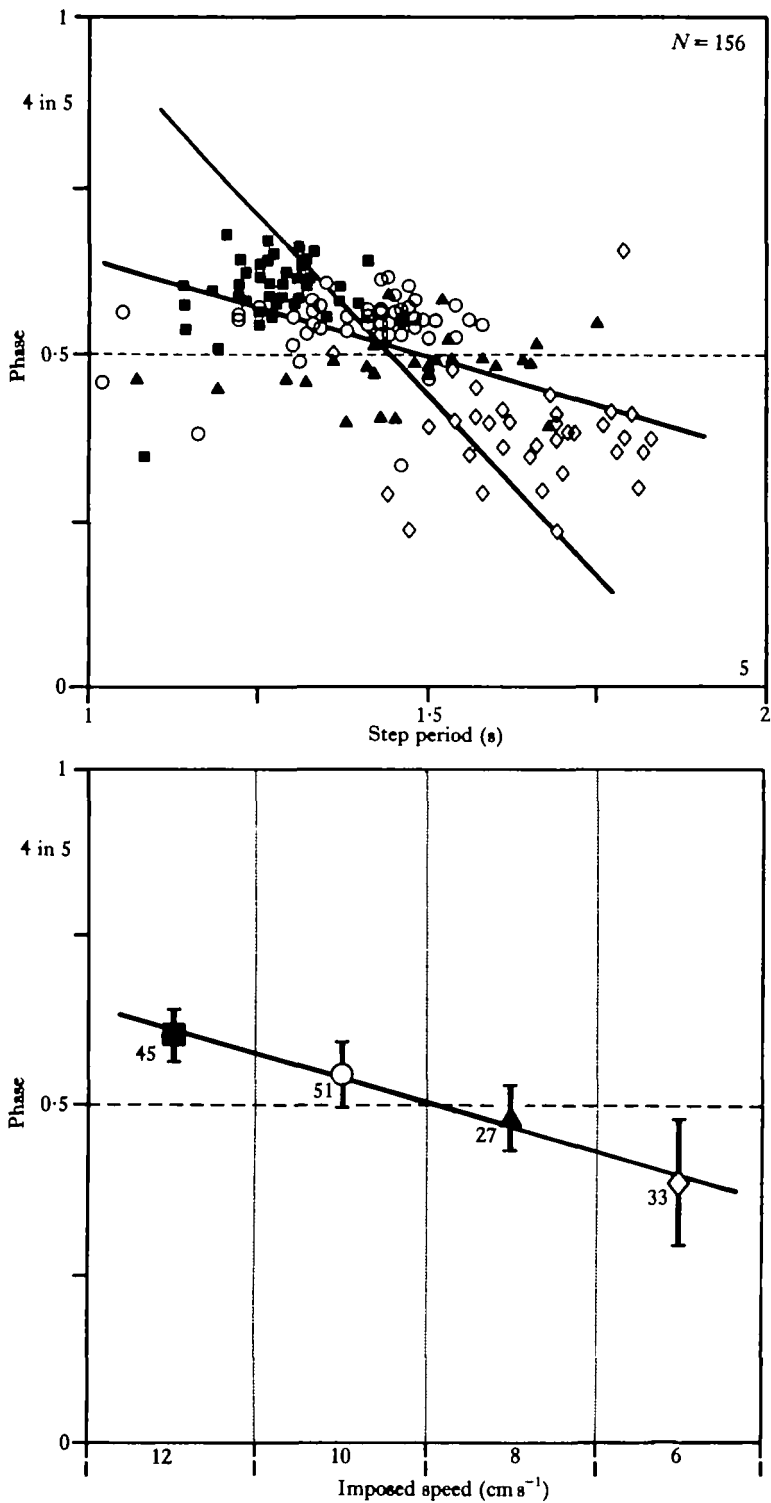 1
N = 156
4 in 5
Phase
0·5
0
5
1
1·5
2
Step period (s)
1
4 in 5
Phase
0·5
0
45
51
27
33
12
10
8
6
Imposed speed (cm s⁻¹)